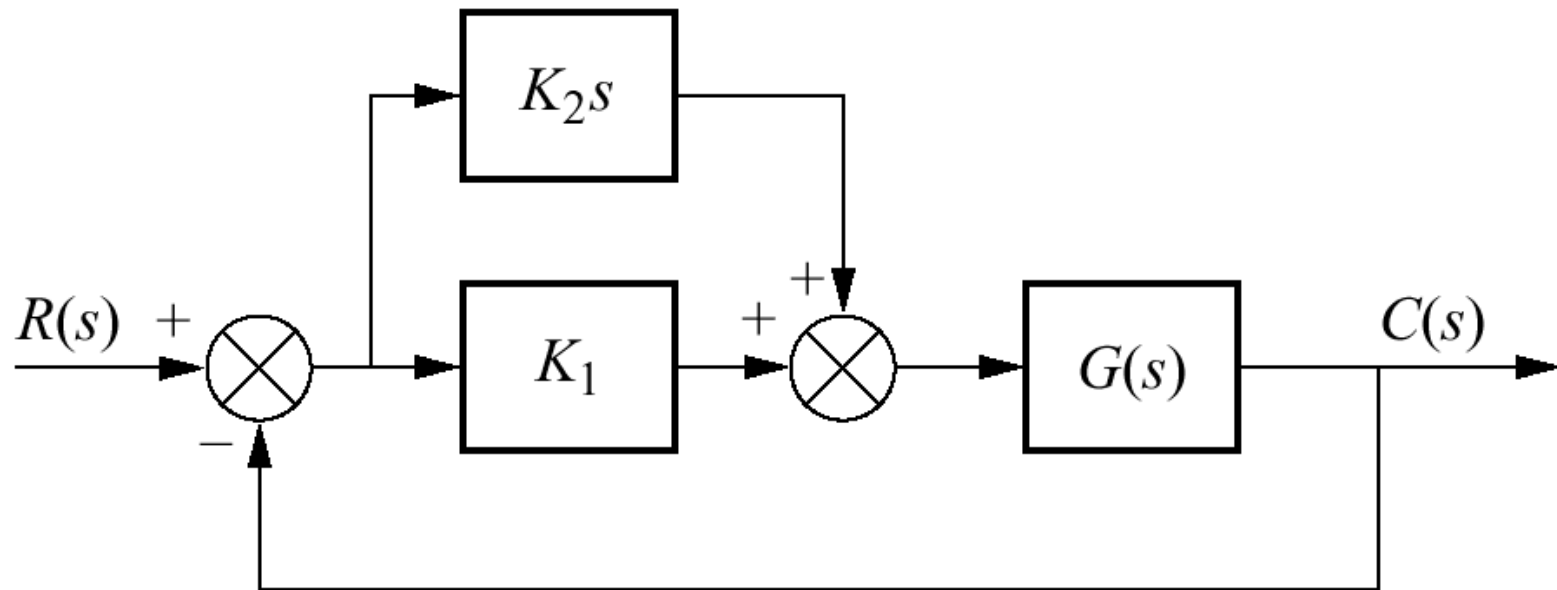 K₂s
+
R(s) + K₁ + G(s) C(s)
−